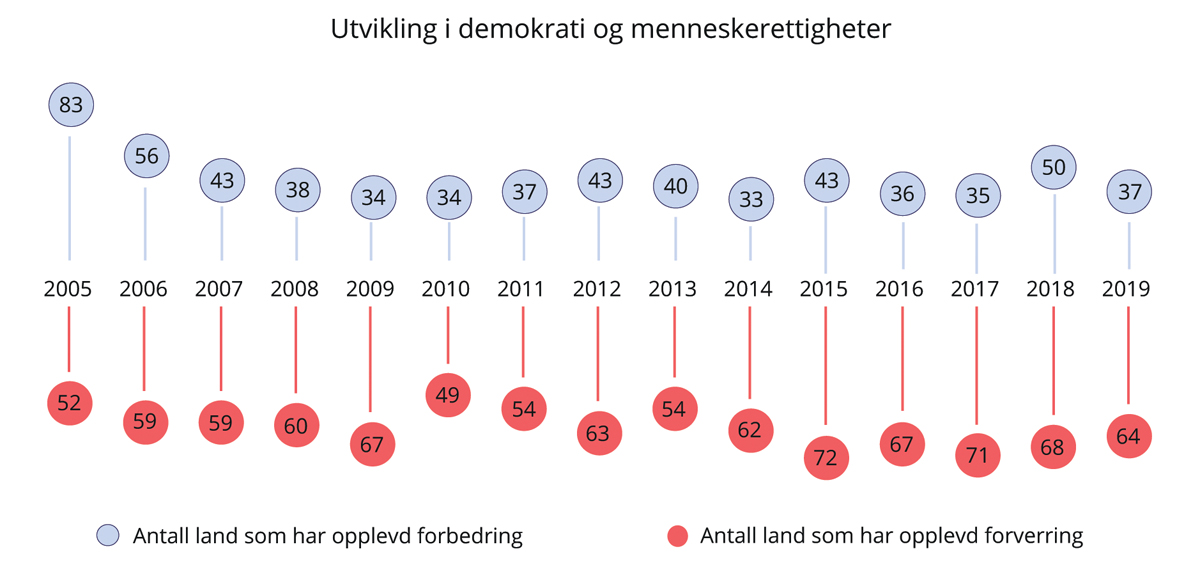 Utvikling i demokrati og menneskerettigheter
83 56 43 38 34 34 37 43 40 33 43 36 35 50 37
2005 2006 2007 2008 2009 2010 2011 2012 2013 2014 2015 2016 2017 2018 2019
52 59 59 60 67 49 54 63 54 62 72 67 71 68 64
Antall land som har opplevd forbedring Antall land som har opplevd forverring